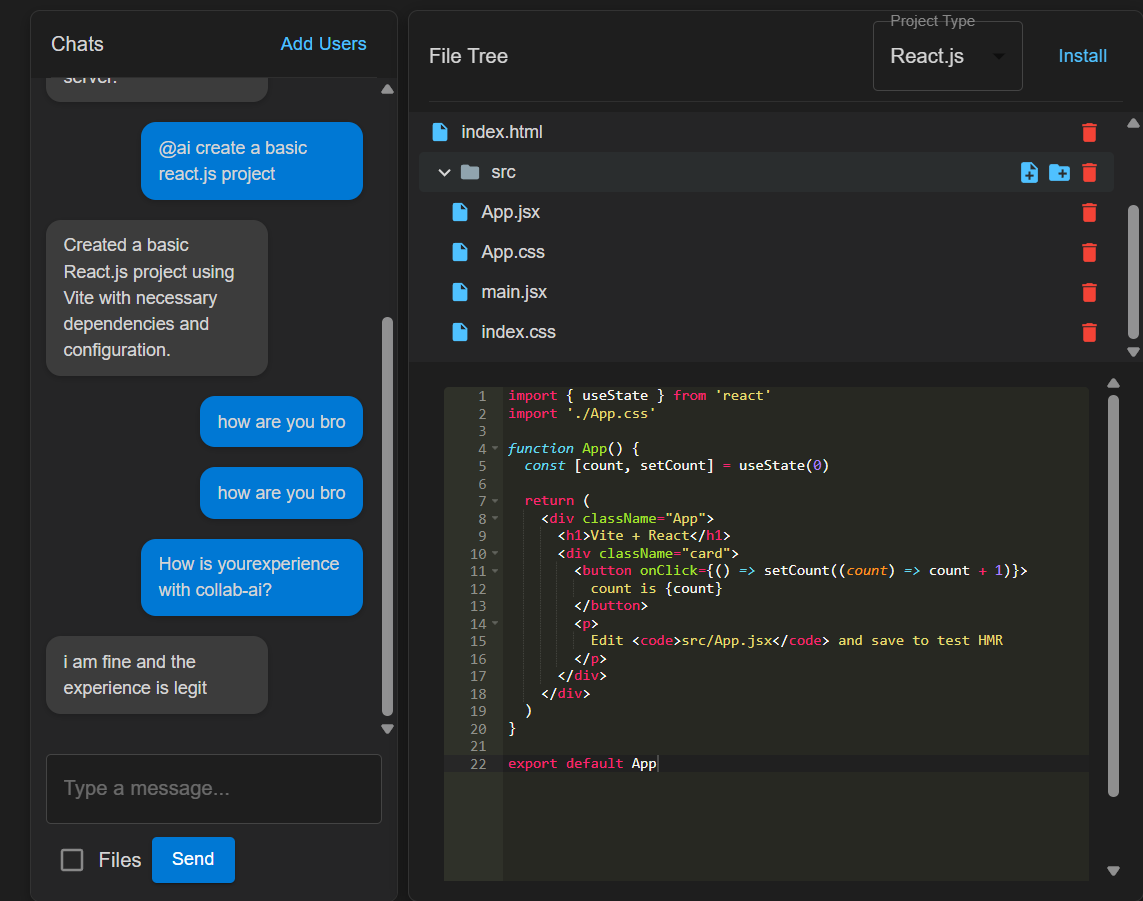 Chats
Add Users
server.
@ai create a basic
react.js project
Created a basic
React.js project using
Vite with necessary
dependencies and
configuration.
how are you bro
how are you bro
How is yourexperience
with collab-ai?
i am fine and the
experience is legit
Type a message...
Files
Send
File Tree
Project Type
React.js
Install
index.html
src
App.jsx
App.css
main.jsx
index.css
1 import { useState } from 'react'
2 import './App.css'
3
4 function App() {
5   const [count, setCount] = useState(0)
6
7   return (
8     <div className="App">
9       <h1>Vite + React</h1>
10       <div className="card">
11         <button onClick={() => setCount((count) => count + 1)}>
12           count is {count}
13         </button>
14         <p>
15           Edit <code>src/App.jsx</code> and save to test HMR
16         </p>
17       </div>
18     </div>
19   )
20 }
21
22 export default App